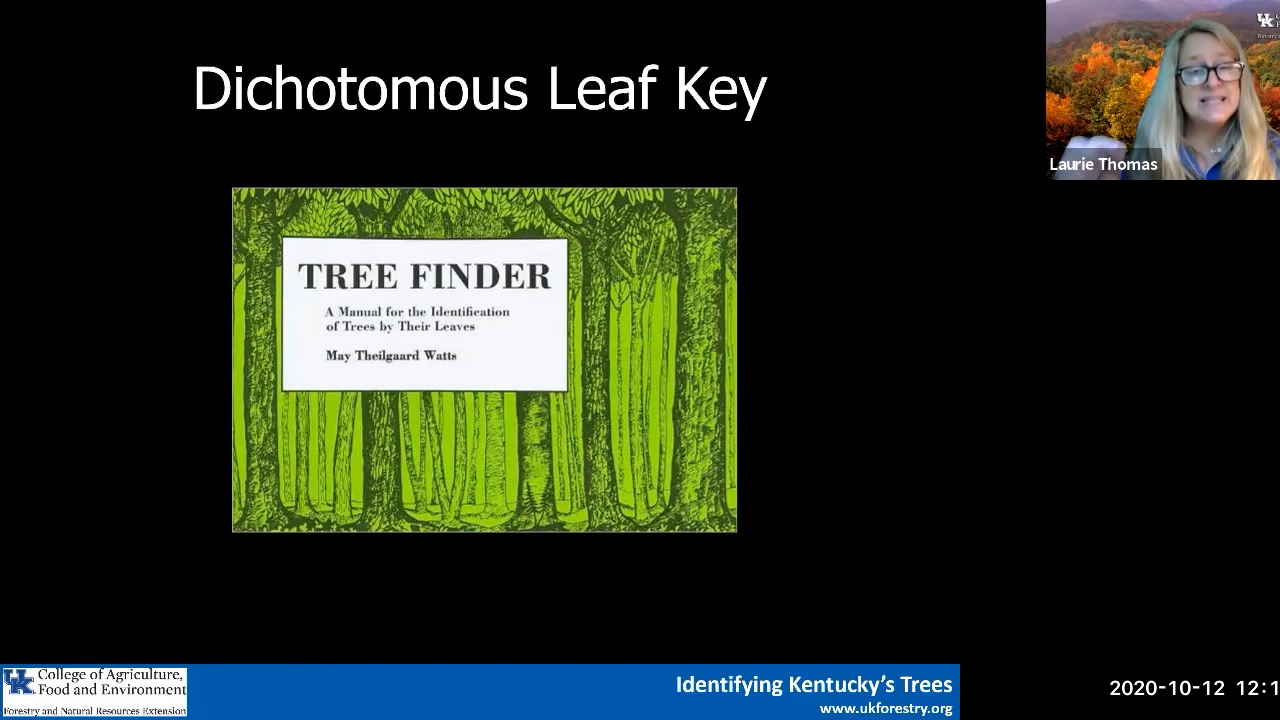 Dichotomous Leaf Key
TREE FINDER
A Manual for the Identification
of Trees by Their Leaves
May Theilgaard Watts
UK
Laurie Thomas
UK College of Agriculture,
Food and Environment
Forestry and Natural Resources Extension
Identifying Kentucky's Trees
www.ukforestry.org
2020-10-12 12:1